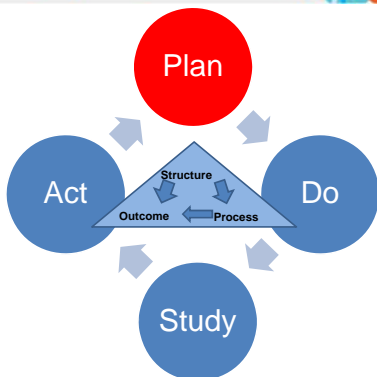 Plan
Act
Structure
Do
Outcome
Process
Study